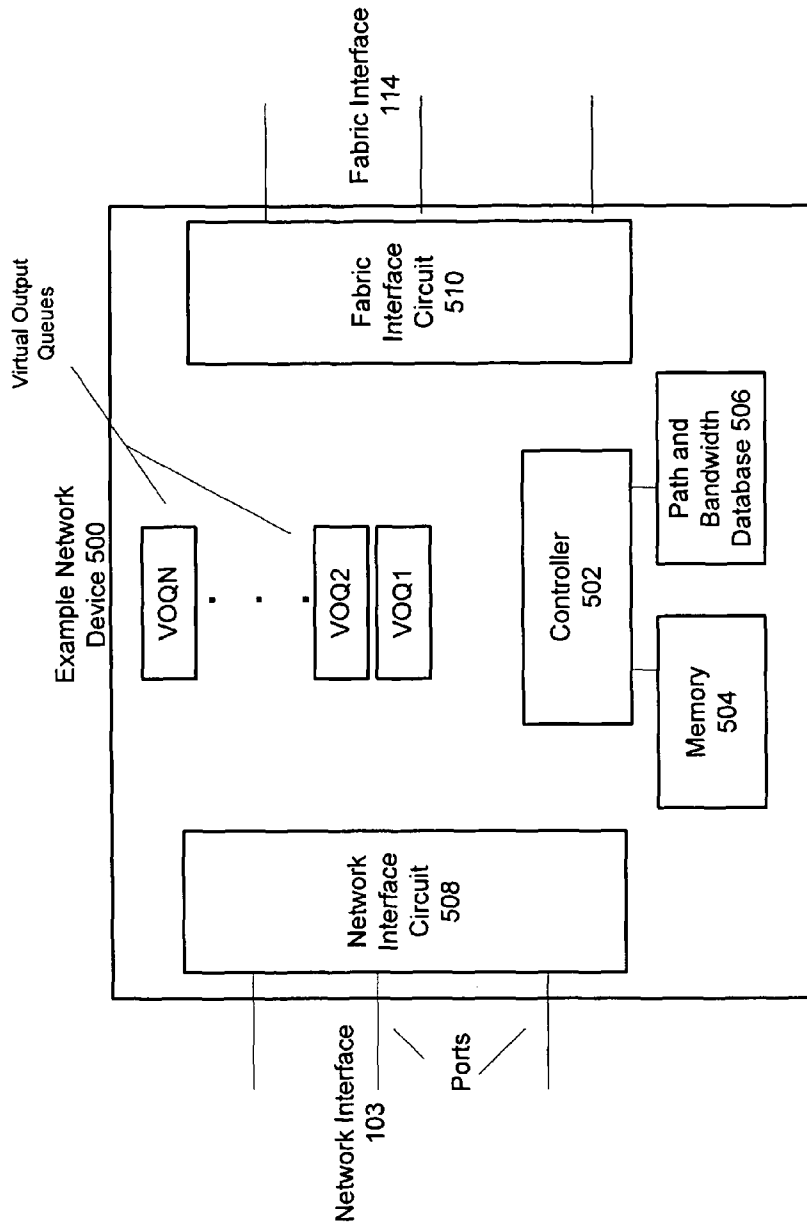 Example Network
Device 500
Virtual Output
Queues
Network Interface
103
Ports
Network
Interface
Circuit
508
VOQN
VOQ2
VOQ1
Controller
502
Memory
504
Path and
Bandwidth
Database 506
Fabric
Interface
Circuit
510
Fabric Interface
114